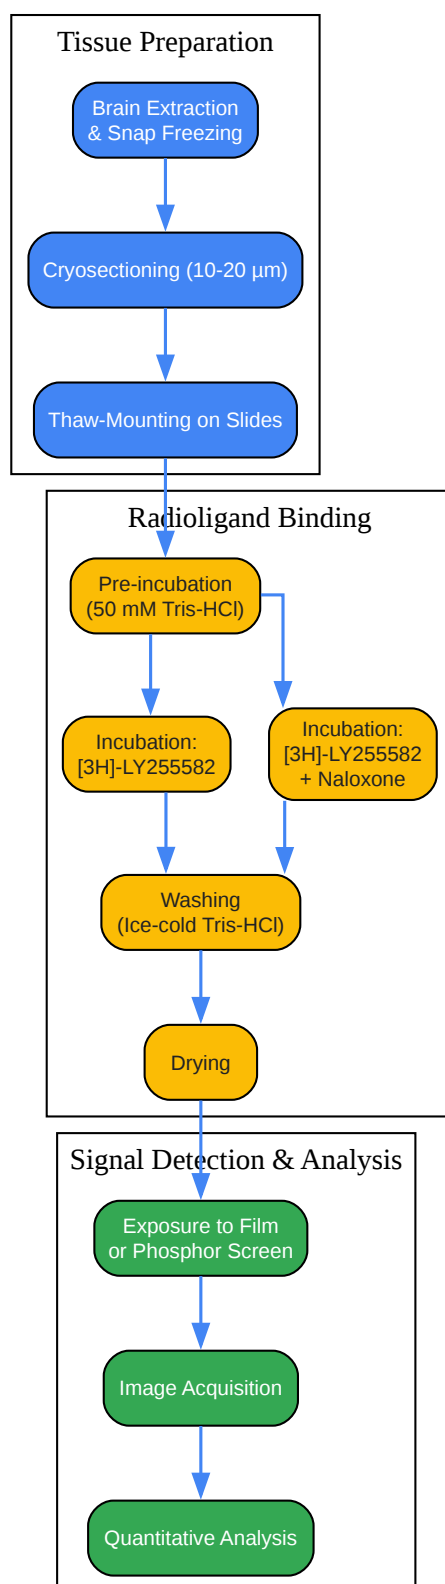 Tissue Preparation
Brain Extraction
& Snap Freezing
Cryosectioning (10-20 µm)
Thaw-Mounting on Slides
Radioligand Binding
Pre-incubation
(50 mM Tris-HCl)
Incubation:
[3H]-LY255582
Incubation:
[3H]-LY255582
+ Naloxone
Washing
(Ice-cold Tris-HCl)
Drying
Signal Detection & Analysis
Exposure to Film
or Phosphor Screen
Image Acquisition
Quantitative Analysis